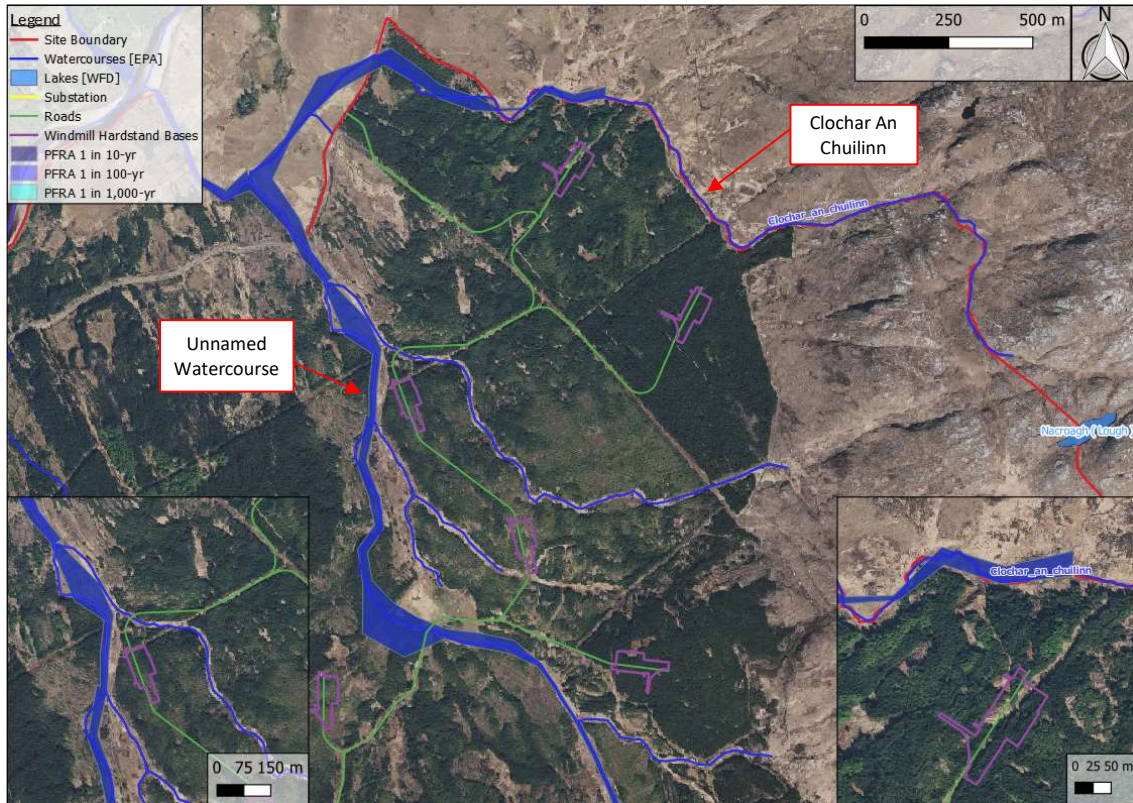 Legend
Site Boundary
Watercourses [EPA]
Lakes [WFD]
Substation
Roads
Windmill Hardstand Bases
PFRA 1 in 10-yr
PFRA 1 in 100-yr
PFRA 1 in 1,000-yr
0 250 500 m
N
Clochar An
Chuilinn
Clochar_an_chuilinn
Unnamed
Watercourse
Nacroagh ( Lough )
0 75 150 m
Clochar_an_chuilinn
0 25 50 m